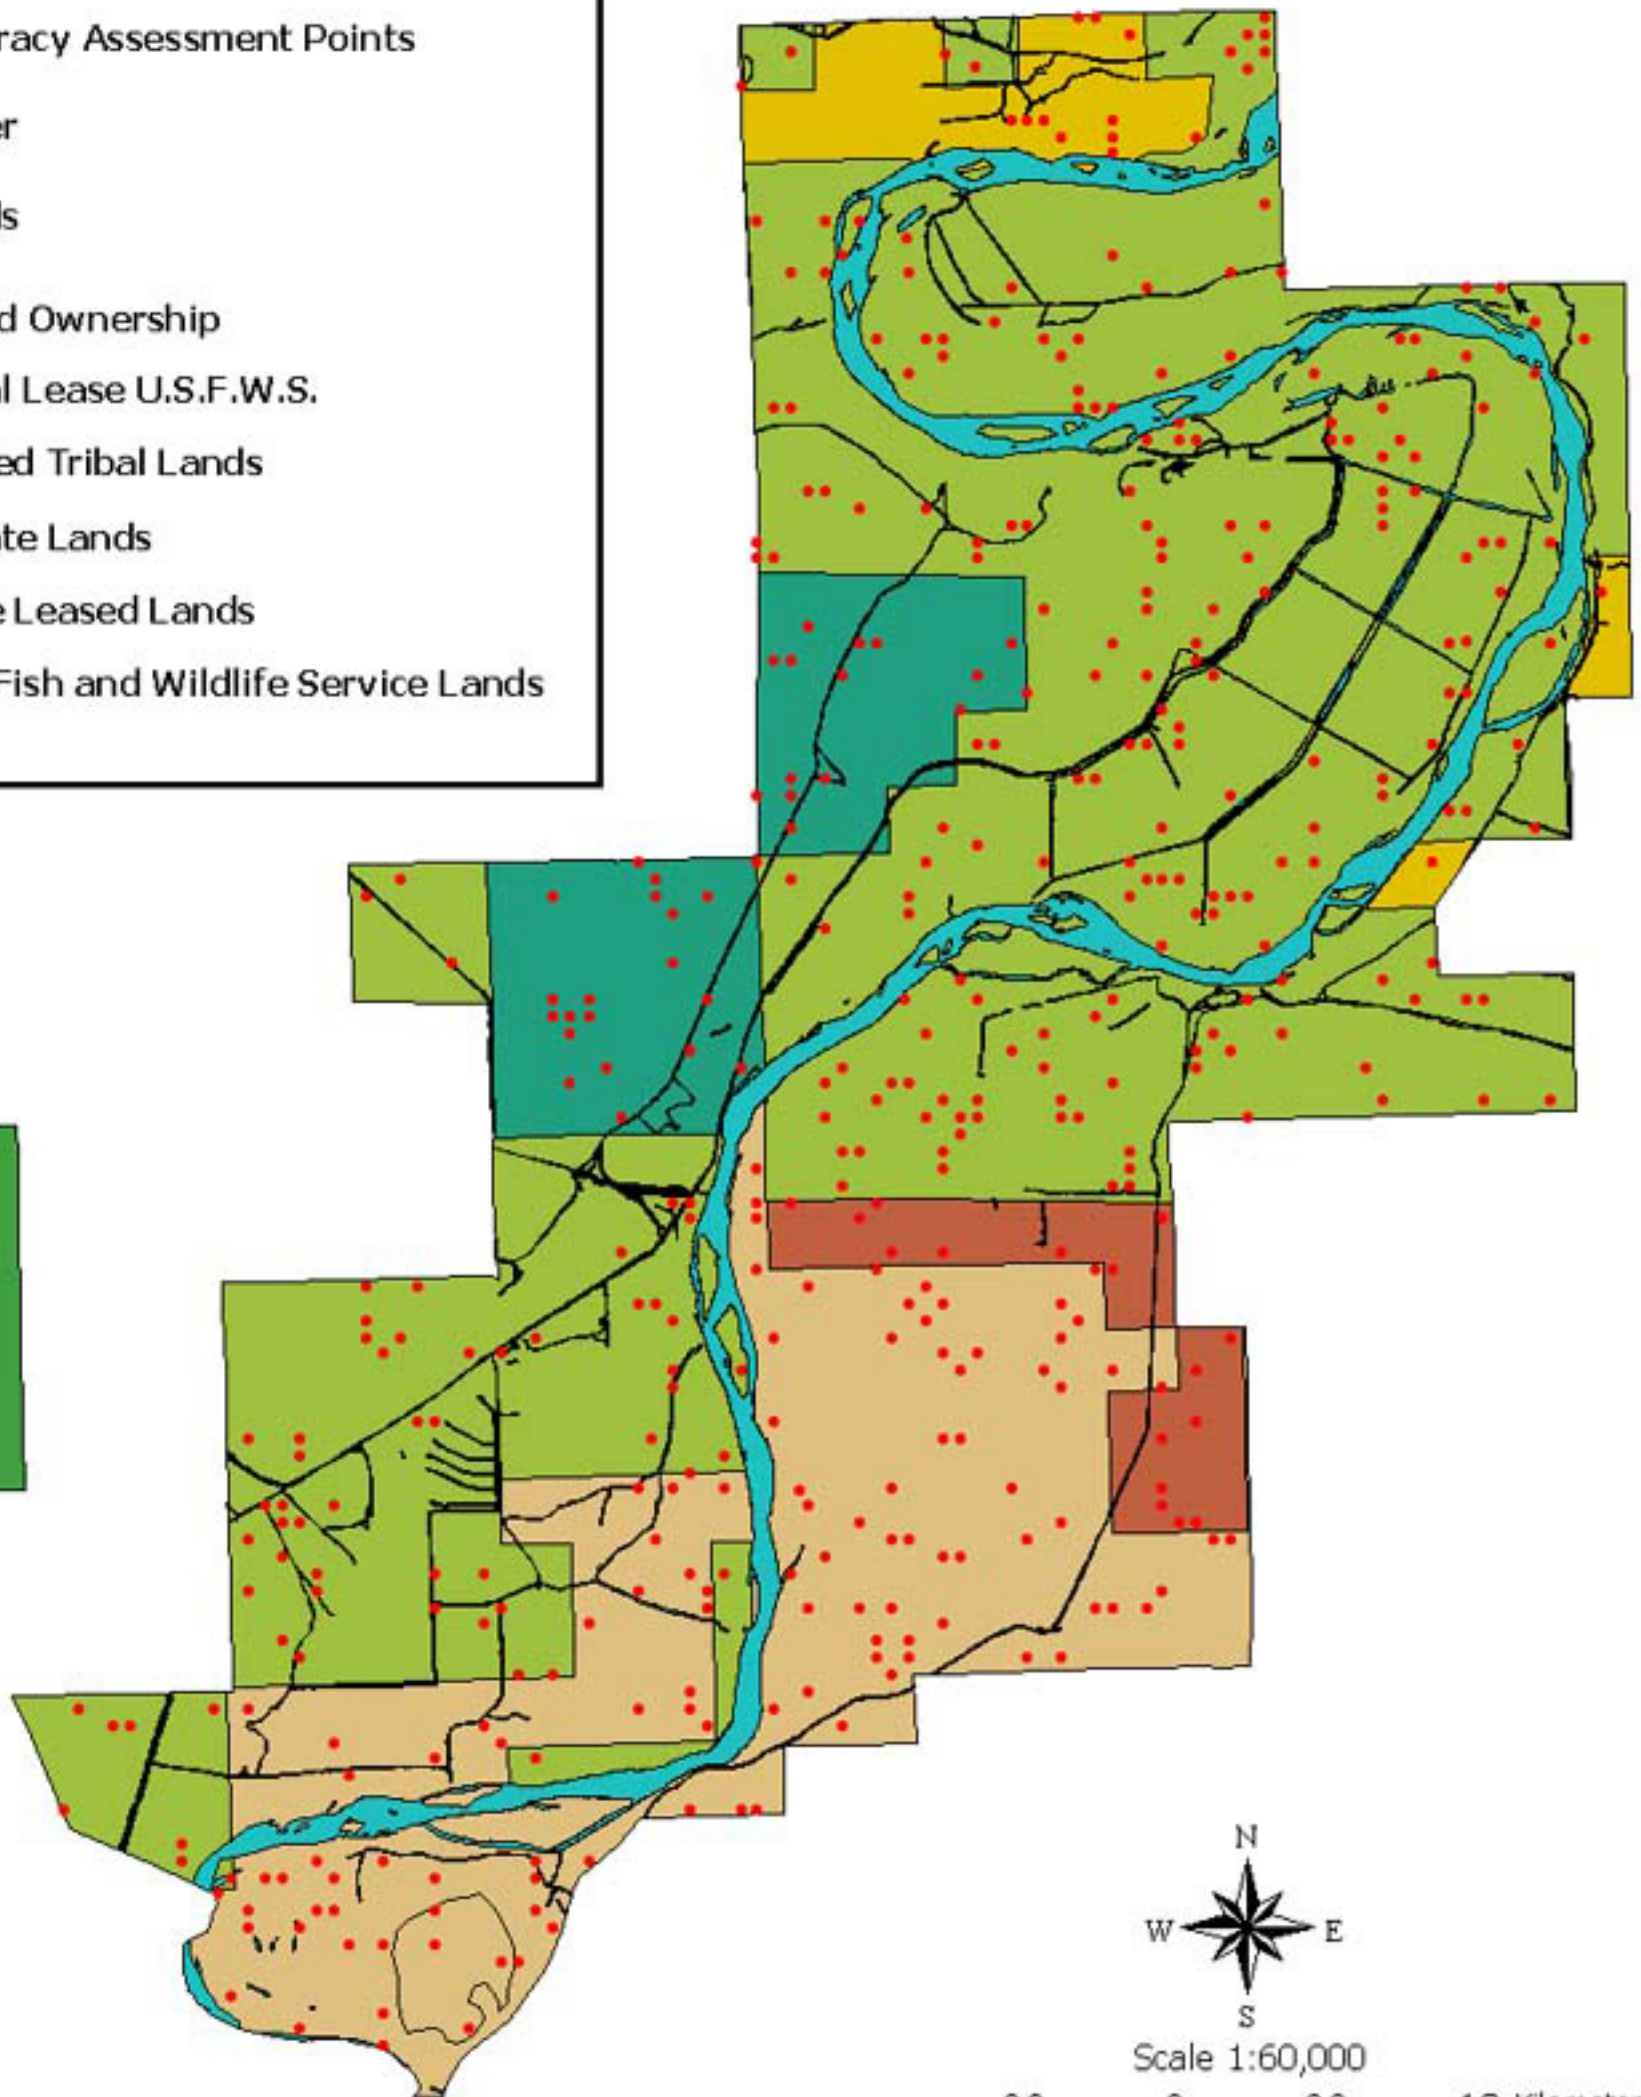 racy Assessment Points
er
ds
d Ownership
l Lease U.S.F.W.S.
ed Tribal Lands
te Lands
e Leased Lands
Fish and Wildlife Service Lands
N
W E
S
Scale 1:60,000